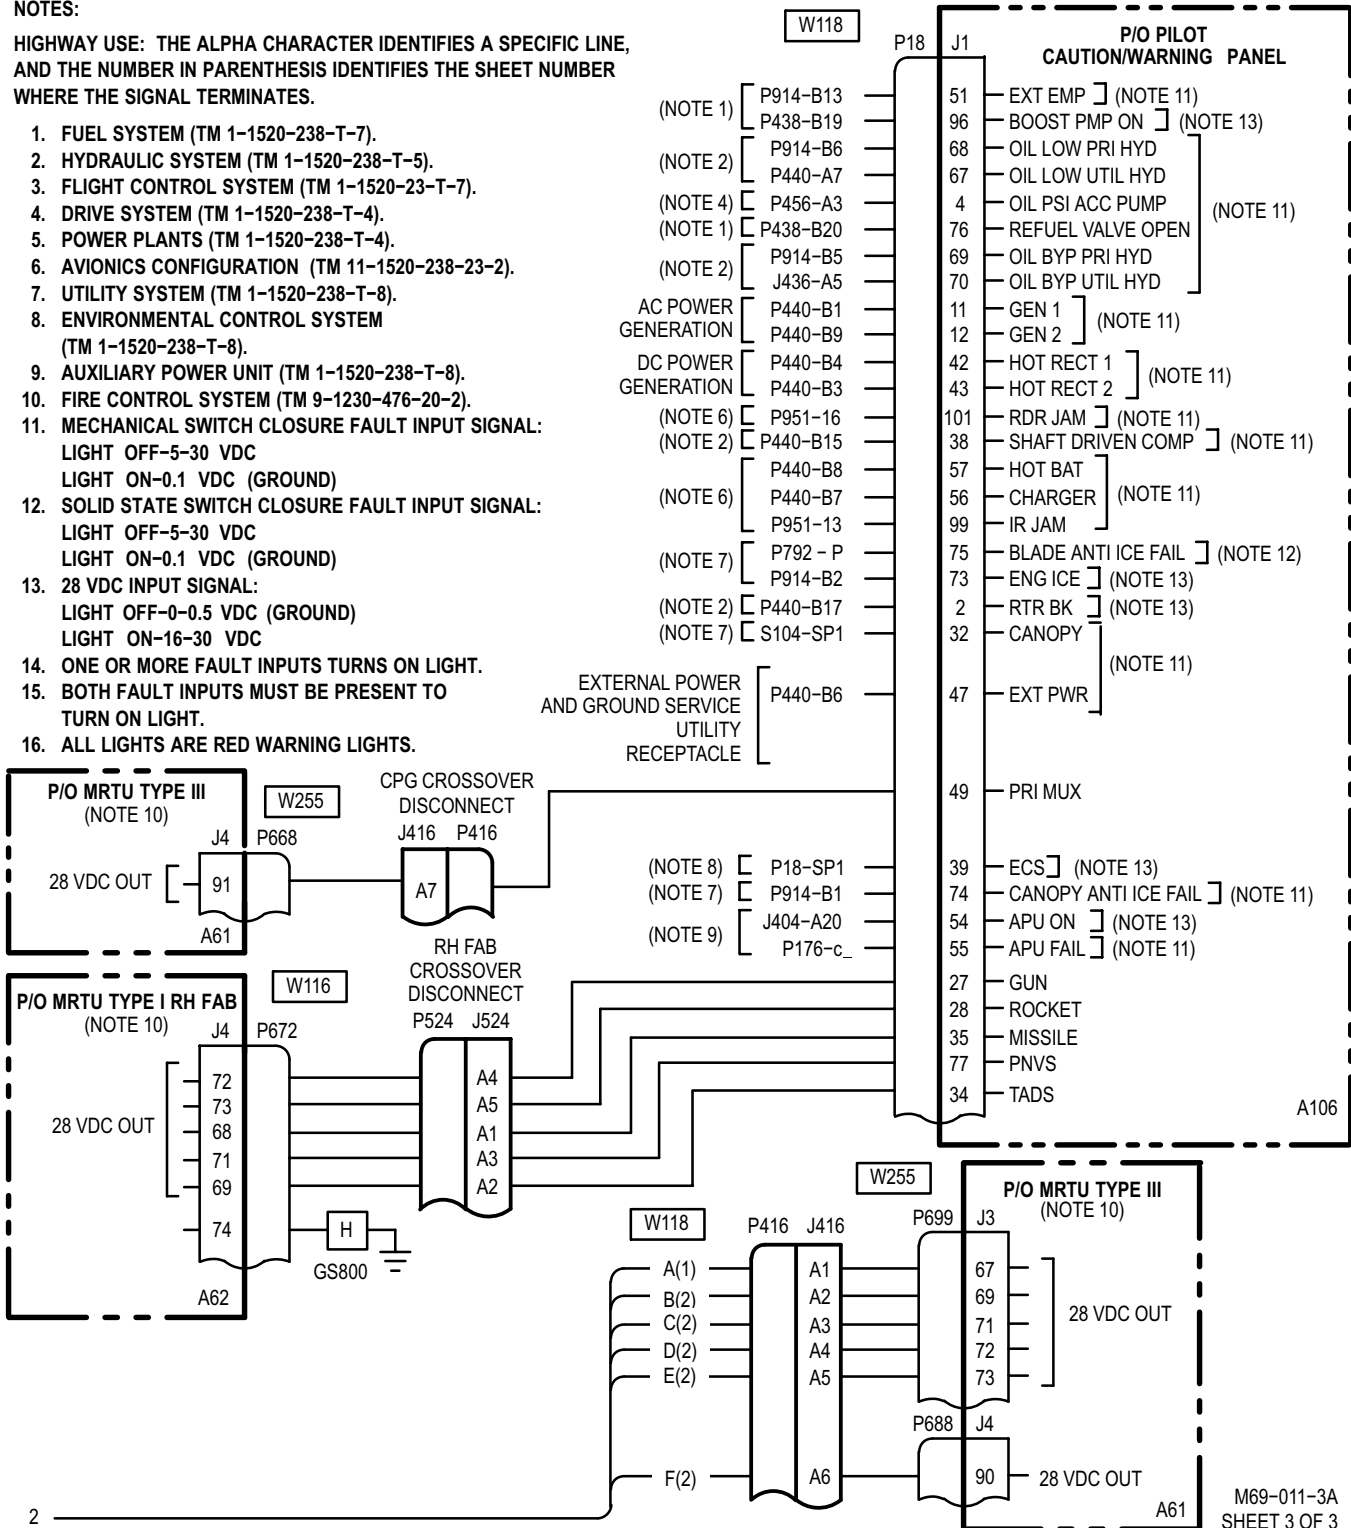 NOTES:
HIGHWAY USE: THE ALPHA CHARACTER IDENTIFIES A SPECIFIC LINE,
AND THE NUMBER IN PARENTHESIS IDENTIFIES THE SHEET NUMBER
WHERE THE SIGNAL TERMINATES.
1. FUEL SYSTEM (TM 1-1520-238-T-7).
2. HYDRAULIC SYSTEM (TM 1-1520-238-T-5).
3. FLIGHT CONTROL SYSTEM (TM 1-1520-23-T-7).
4. DRIVE SYSTEM (TM 1-1520-238-T-4).
5. POWER PLANTS (TM 1-1520-238-T-4).
6. AVIONICS CONFIGURATION (TM 11-1520-238-23-2).
7. UTILITY SYSTEM (TM 1-1520-238-T-8).
8. ENVIRONMENTAL CONTROL SYSTEM
(TM 1-1520-238-T-8).
9. AUXILIARY POWER UNIT (TM 1-1520-238-T-8).
10. FIRE CONTROL SYSTEM (TM 9-1230-476-20-2).
11. MECHANICAL SWITCH CLOSURE FAULT INPUT SIGNAL:
LIGHT OFF-5-30 VDC
LIGHT ON-0.1 VDC (GROUND)
12. SOLID STATE SWITCH CLOSURE FAULT INPUT SIGNAL:
LIGHT OFF-5-30 VDC
LIGHT ON-0.1 VDC (GROUND)
13. 28 VDC INPUT SIGNAL:
LIGHT OFF-0-0.5 VDC (GROUND)
LIGHT ON-16-30 VDC
14. ONE OR MORE FAULT INPUTS TURNS ON LIGHT.
15. BOTH FAULT INPUTS MUST BE PRESENT TO
TURN ON LIGHT.
16. ALL LIGHTS ARE RED WARNING LIGHTS.
W118
P18 J1
P/O PILOT
CAUTION/WARNING PANEL
(NOTE 1) P914-B13 51 EXT EMP (NOTE 11)
P438-B19 96 BOOST PMP ON (NOTE 13)
(NOTE 2) P914-B6 68 OIL LOW PRI HYD
P440-A7 67 OIL LOW UTIL HYD
(NOTE 4) P456-A3 4 OIL PSI ACC PUMP (NOTE 11)
(NOTE 1) P438-B20 76 REFUEL VALVE OPEN
(NOTE 2) P914-B5 69 OIL BYP PRI HYD
J436-A5 70 OIL BYP UTIL HYD
AC POWER P440-B1 11 GEN 1 (NOTE 11)
GENERATION P440-B9 12 GEN 2
DC POWER P440-B4 42 HOT RECT 1 (NOTE 11)
GENERATION P440-B3 43 HOT RECT 2
(NOTE 6) P951-16 101 RDR JAM (NOTE 11)
(NOTE 2) P440-B15 38 SHAFT DRIVEN COMP (NOTE 11)
P440-B8 57 HOT BAT
(NOTE 6) P440-B7 56 CHARGER (NOTE 11)
P951-13 99 IR JAM
(NOTE 7) P792-P 75 BLADE ANTI ICE FAIL (NOTE 12)
P914-B2 73 ENG ICE (NOTE 13)
(NOTE 2) P440-B17 2 RTR BK (NOTE 13)
(NOTE 7) S104-SP1 32 CANOPY
(NOTE 11)
EXTERNAL POWER
AND GROUND SERVICE
UTILITY
RECEPTACLE
P440-B6 47 EXT PWR
49 PRI MUX
(NOTE 8) P18-SP1 39 ECS (NOTE 13)
(NOTE 7) P914-B1 74 CANOPY ANTI ICE FAIL (NOTE 11)
(NOTE 9) J404-A20 54 APU ON (NOTE 13)
P176-c_ 55 APU FAIL (NOTE 11)
27 GUN
28 ROCKET
35 MISSILE
77 PNVS
34 TADS
A106
P/O MRTU TYPE III
(NOTE 10)
W255
CPG CROSSOVER
DISCONNECT
J4 P668
J416 P416
28 VDC OUT 91
A7
A61
P/O MRTU TYPE I RH FAB
(NOTE 10)
W116
RH FAB
CROSSOVER
DISCONNECT
J4 P672
P524 J524
28 VDC OUT
72 A4
73 A5
68 A1
71 A3
69 A2
74 H
GS800
A62
W118
P416 J416
W255
P699 J3
P/O MRTU TYPE III
(NOTE 10)
A(1) A1 67
B(2) A2 69
C(2) A3 71
D(2) A4 72
E(2) A5 73
28 VDC OUT
P688 J4
F(2) A6 90 28 VDC OUT
A61
2
M69-011-3A
SHEET 3 OF 3